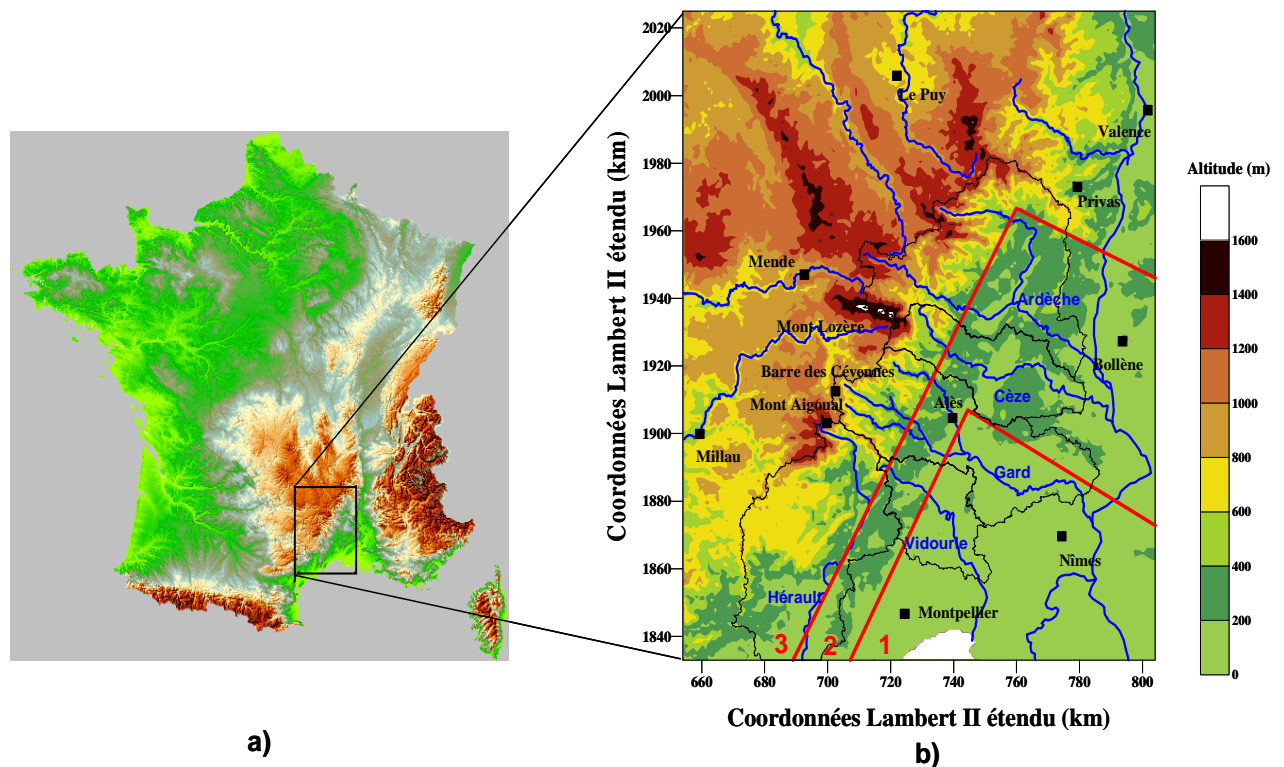 2020
2000
1980
1960
1940
1920
1900
1880
1860
1840
Coordonnées Lambert II étendu (km)
Le Puy
Valence
Privas
Mende
Ardèche
Mont Lozère
Bollène
Barre des Cévennes
Cèze
Mont Aigoual
Alès
Millau
Gard
Vidourle
Nîmes
Hérault
Montpellier
3
2
1
660
680
700
720
740
760
780
800
Coordonnées Lambert II étendu (km)
Altitude (m)
1600
1400
1200
1000
800
600
400
200
0
a)
b)